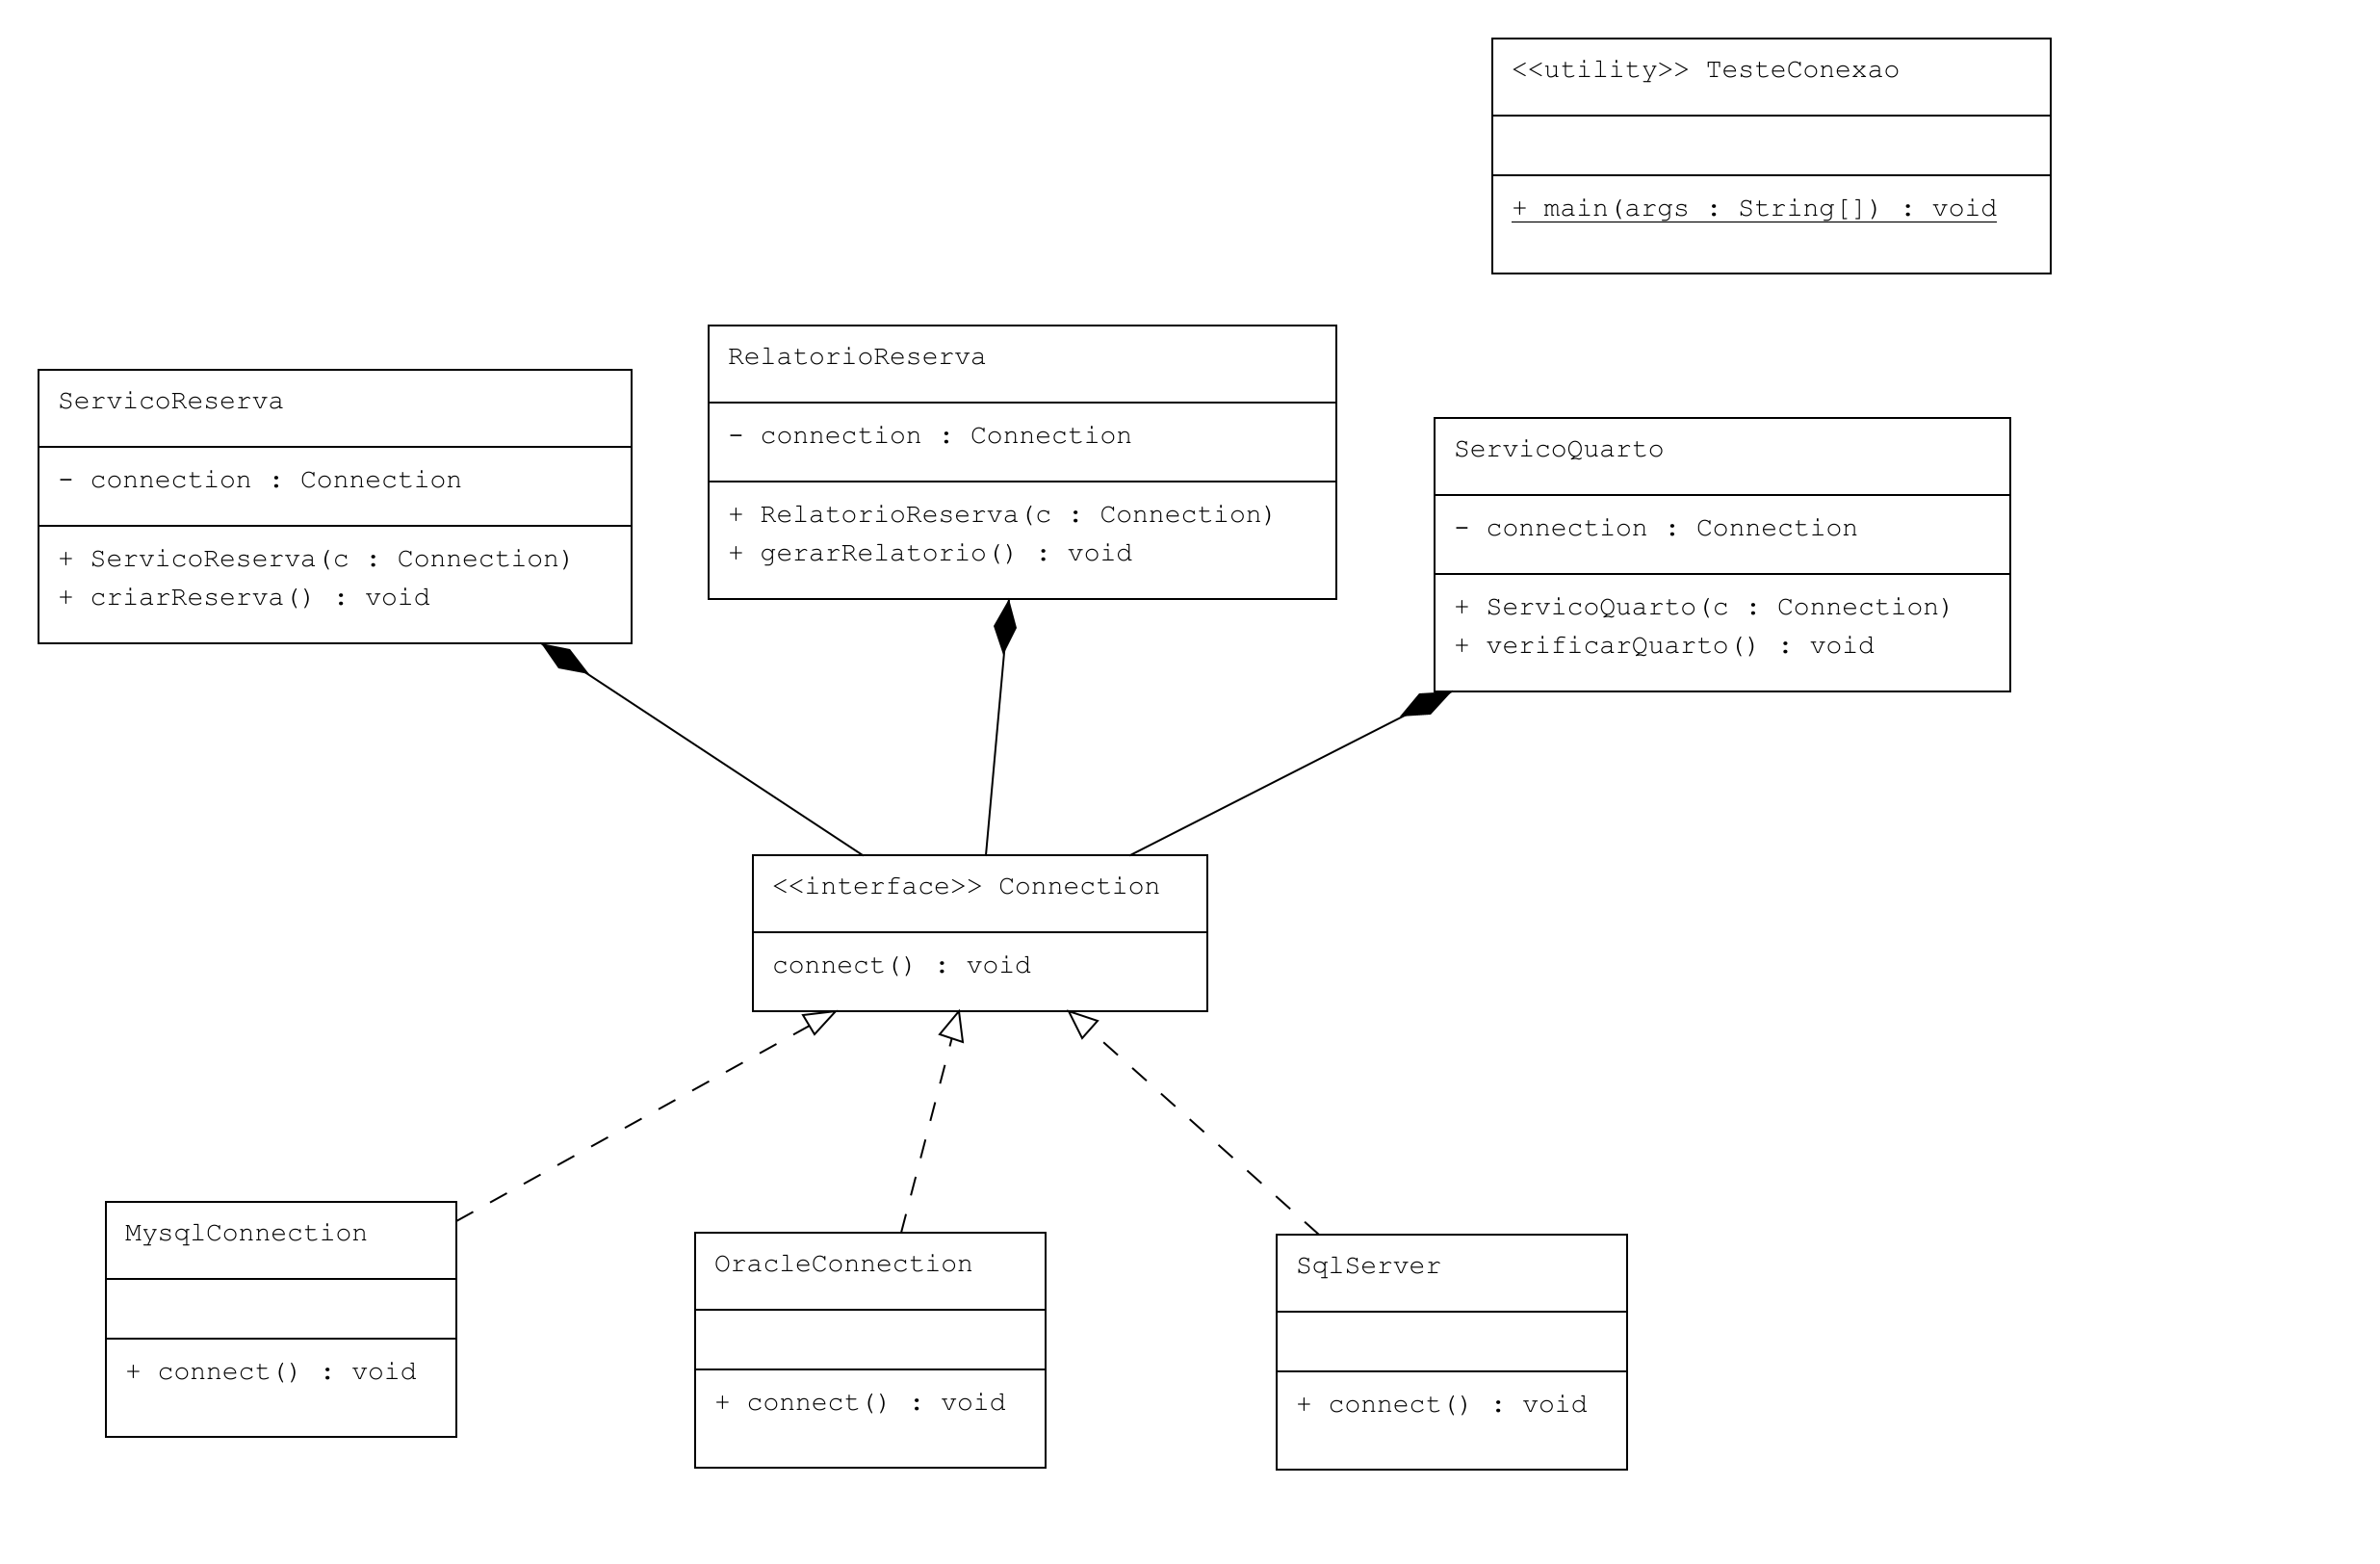 <<utility>> TesteConexao
+ main(args : String[]) : void
ServicoReserva
- connection : Connection
+ ServicoReserva(c : Connection)
+ criarReserva() : void
RelatorioReserva
- connection : Connection
+ RelatorioReserva(c : Connection)
+ gerarRelatorio() : void
ServicoQuarto
- connection : Connection
+ ServicoQuarto(c : Connection)
+ verificarQuarto() : void
<<interface>> Connection
connect() : void
MysqlConnection
+ connect() : void
OracleConnection
+ connect() : void
SqlServer
+ connect() : void